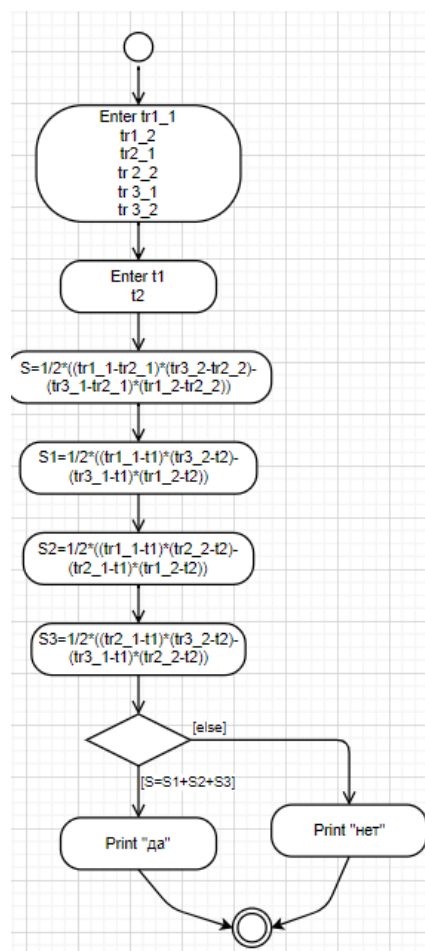 Enter tr1_1
tr1_2
tr2_1
tr 2_2
tr 3_1
tr 3_2
Enter t1
t2
S=1/2*((tr1_1-tr2_1)*(tr3_2-tr2_2)-
(tr3_1-tr2_1)*(tr1_2-tr2_2))
S1=1/2*((tr1_1-t1)*(tr3_2-t2)-
(tr3_1-t1)*(tr1_2-t2))
S2=1/2*((tr1_1-t1)*(tr2_2-t2)-
(tr2_1-t1)*(tr1_2-t2))
S3=1/2*((tr2_1-t1)*(tr3_2-t2)-
(tr3_1-t1)*(tr2_2-t2))
[else]
[S=S1+S2+S3]
Print "да"
Print "нет"